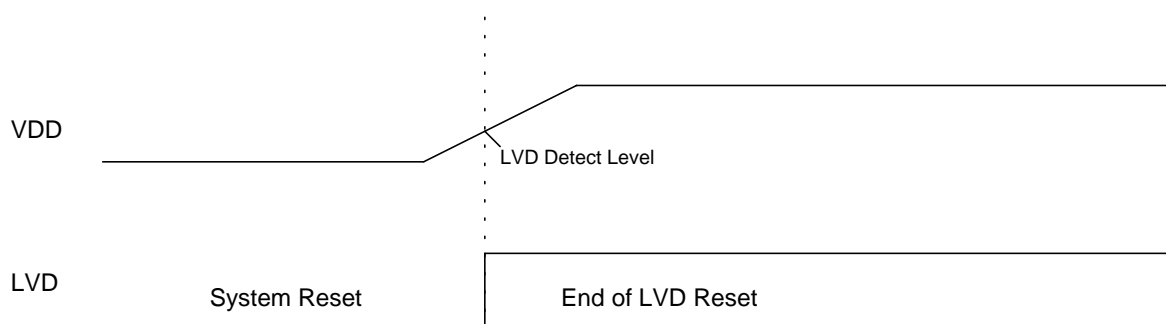 VDD
LVD Detect Level
LVD
System Reset
End of LVD Reset